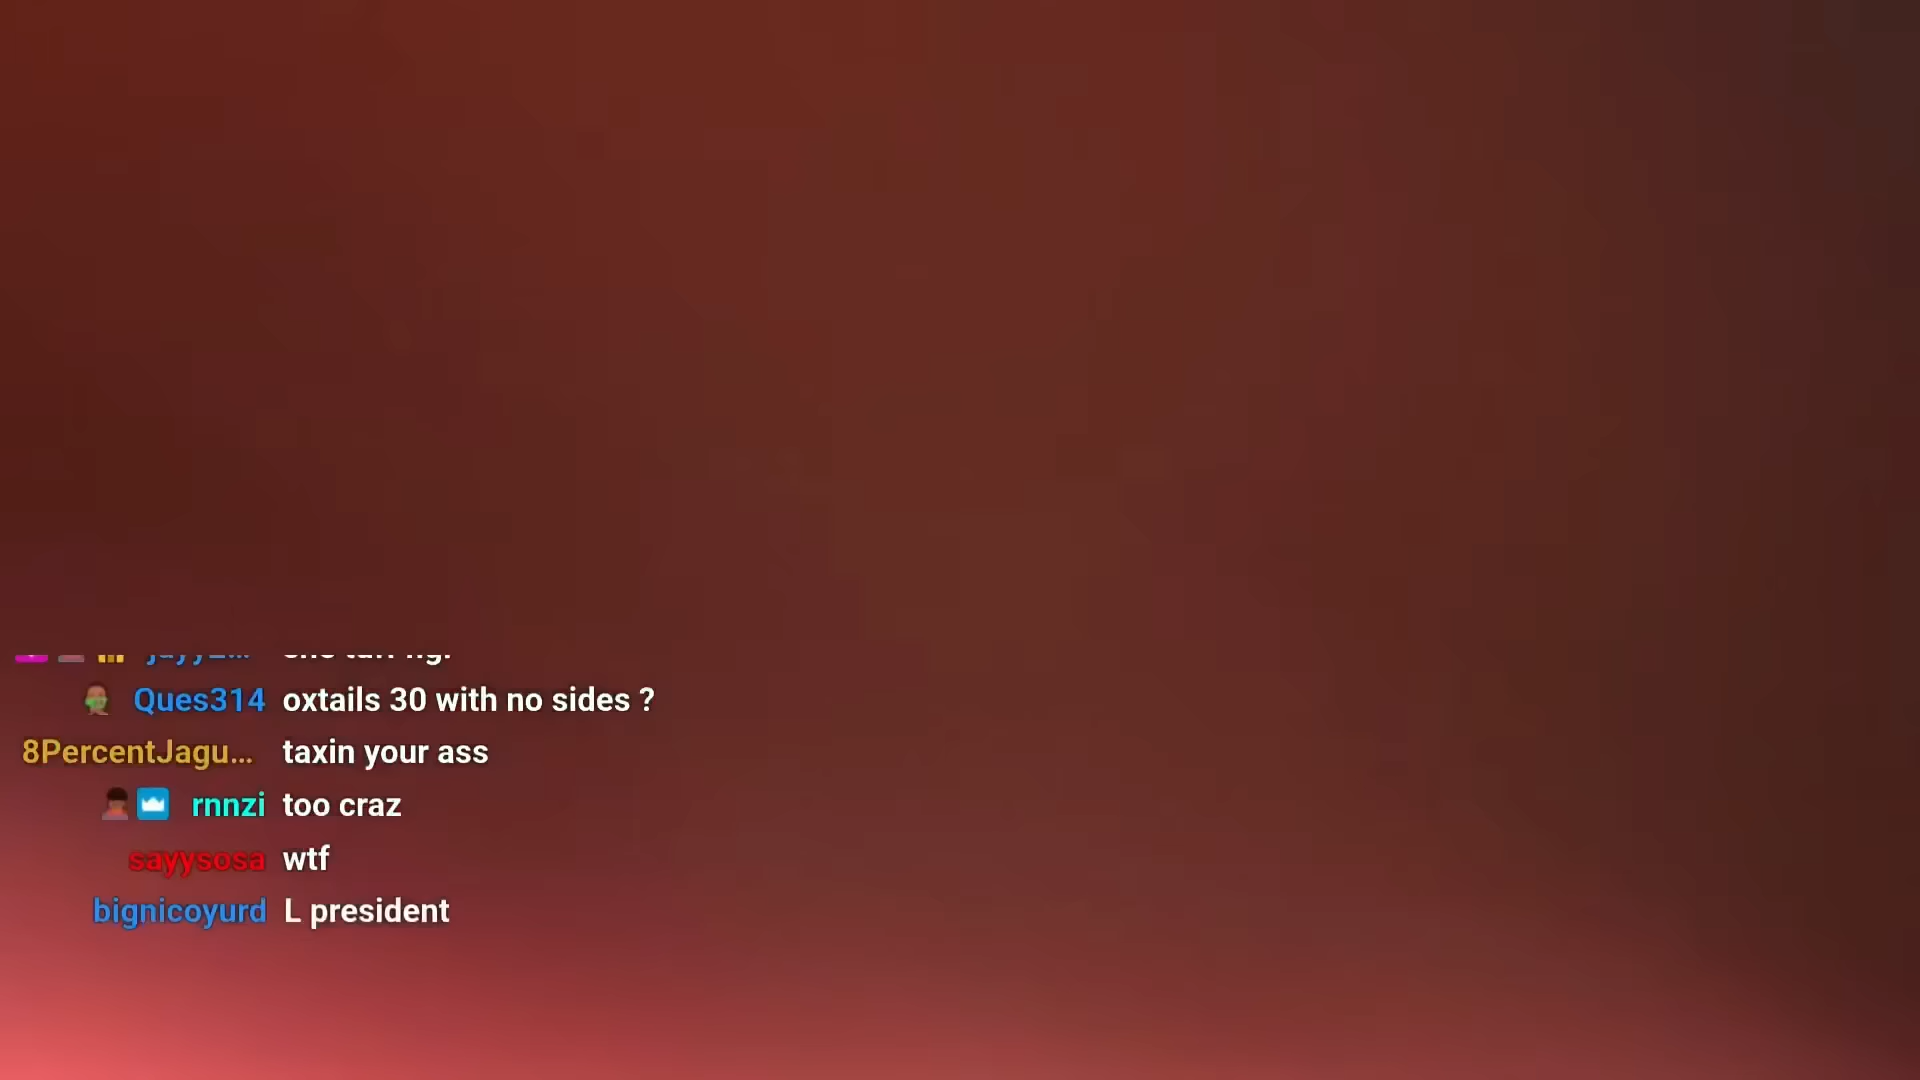 Ques314 oxtails 30 with no sides ?
8PercentJagu... taxin your ass
rnnzi too craz
sayysosa wtf
bignicoyurd L president